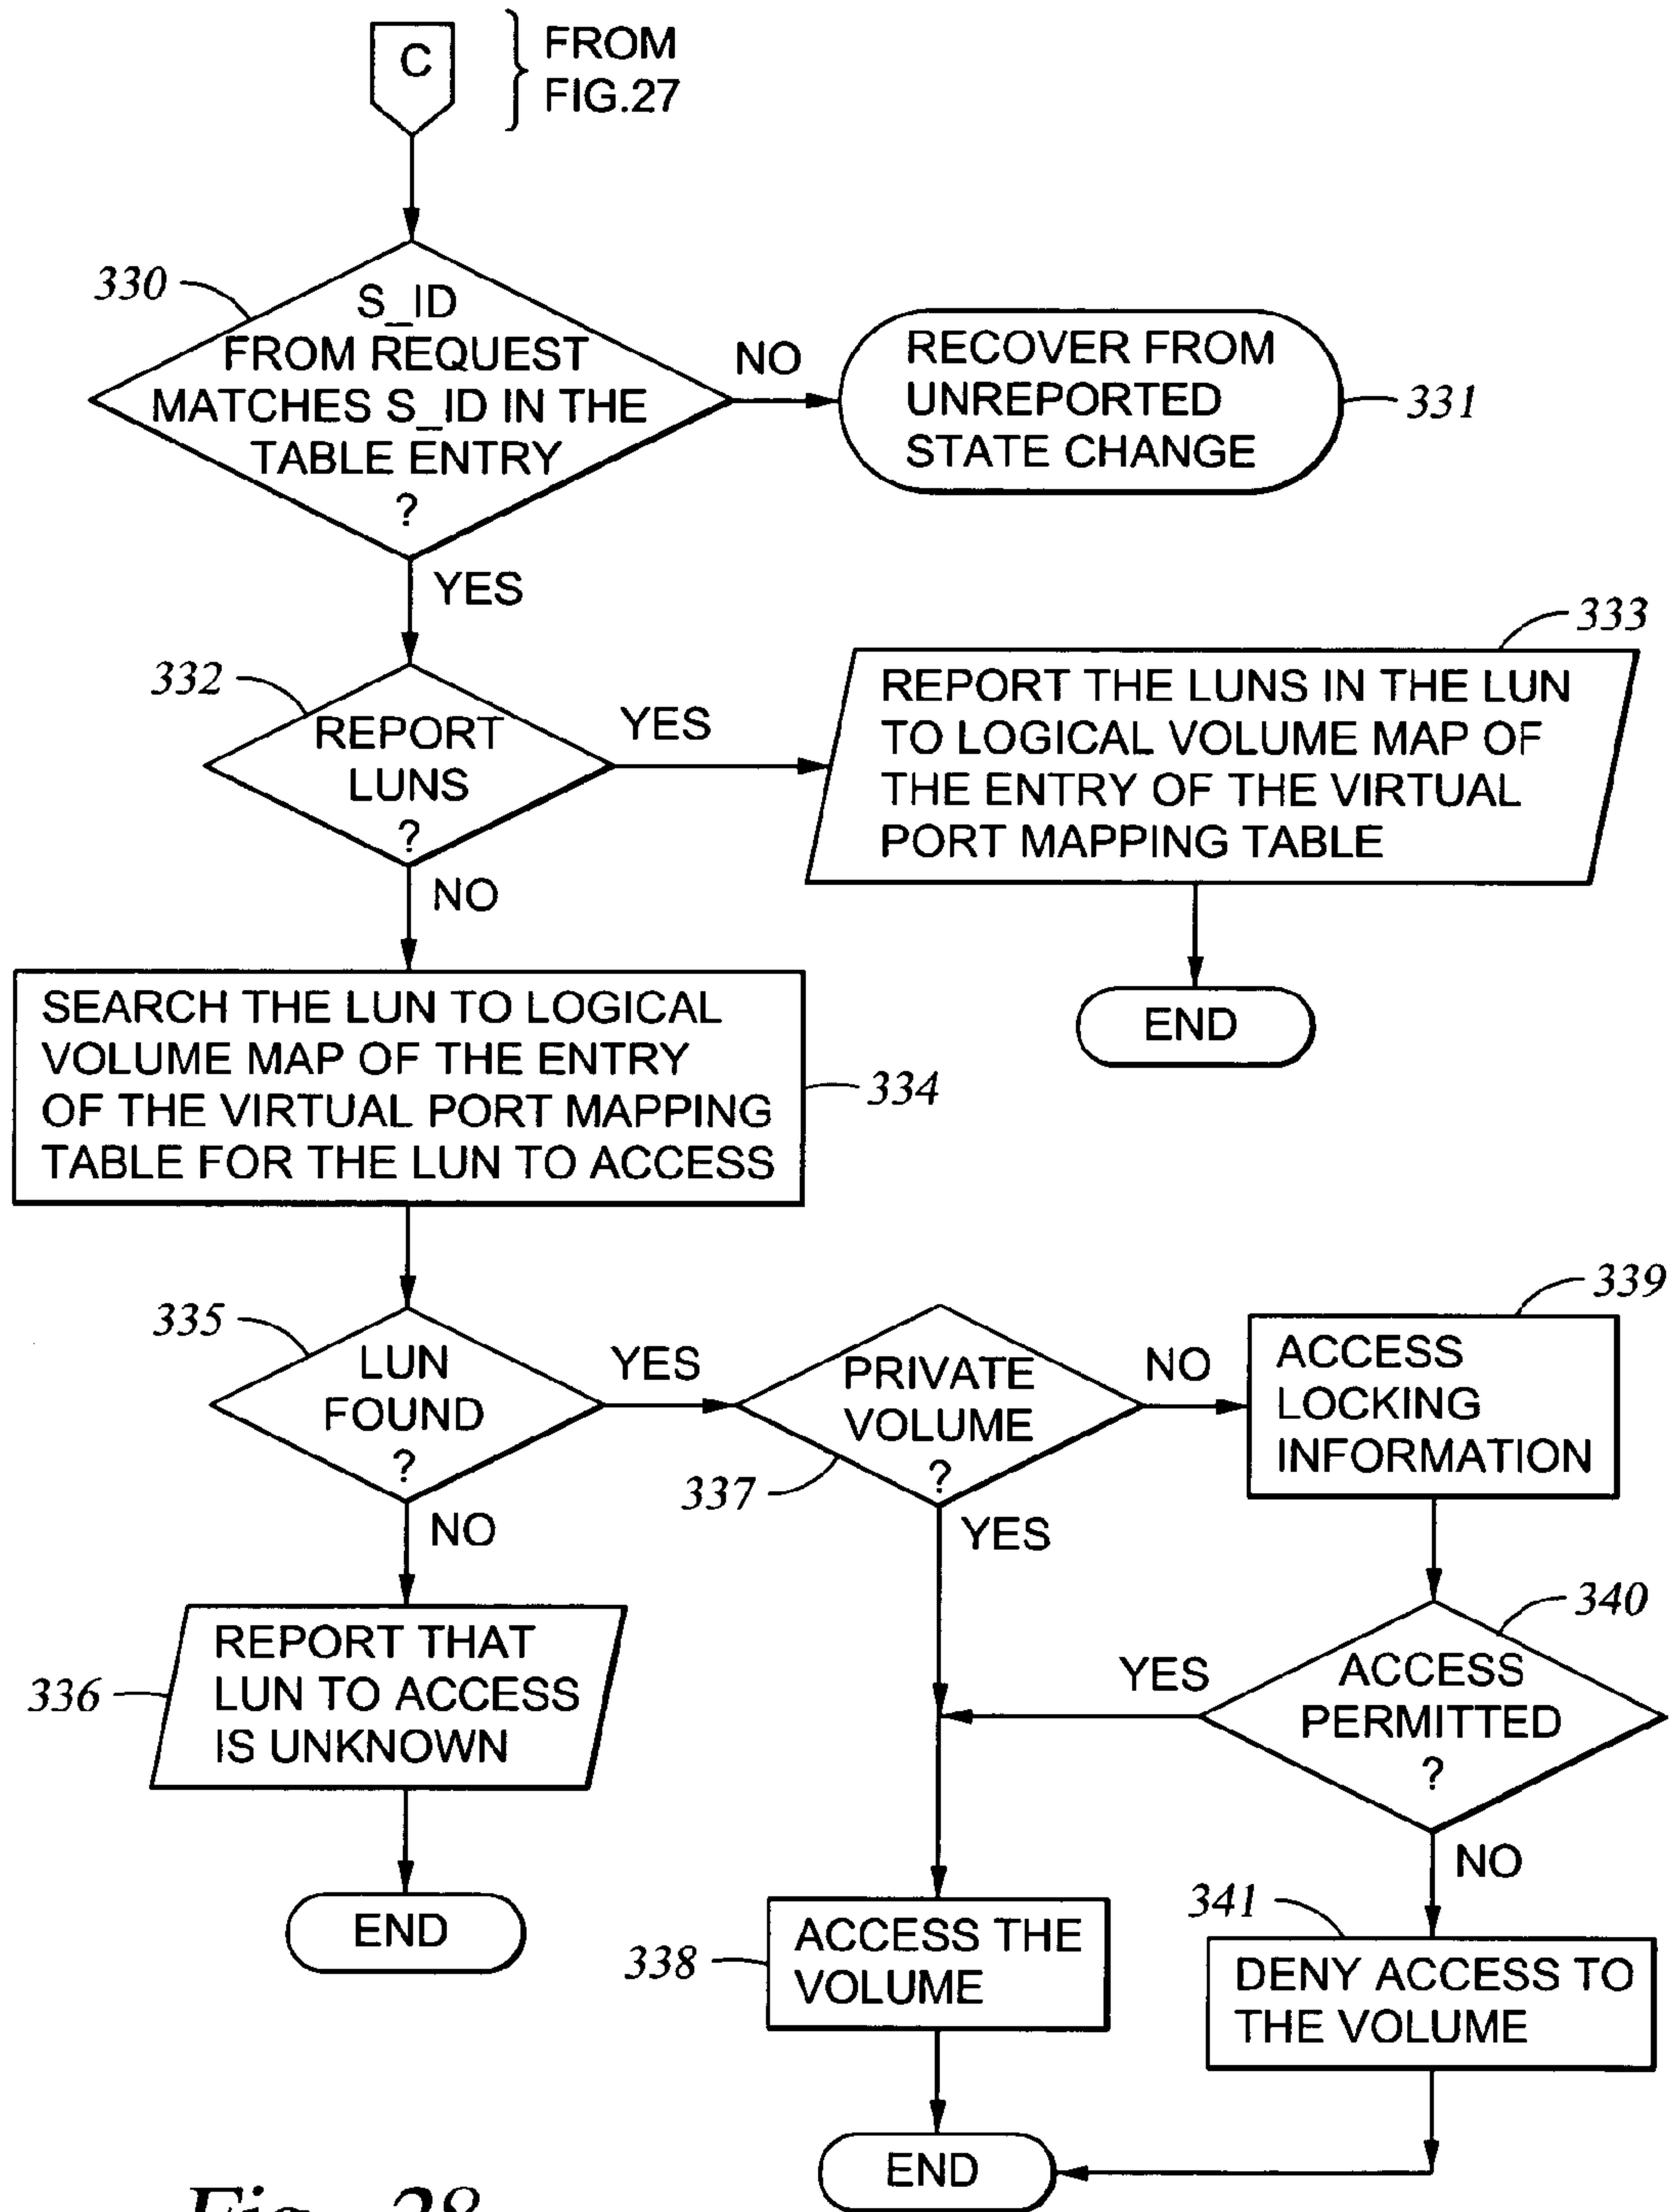 C
FROM
FIG.27
330
S_ID
FROM REQUEST
MATCHES S_ID IN THE
TABLE ENTRY
?
NO
RECOVER FROM
UNREPORTED
STATE CHANGE
331
YES
332
REPORT
LUNS
?
YES
333
REPORT THE LUNS IN THE LUN
TO LOGICAL VOLUME MAP OF
THE ENTRY OF THE VIRTUAL
PORT MAPPING TABLE
END
NO
SEARCH THE LUN TO LOGICAL
VOLUME MAP OF THE ENTRY
OF THE VIRTUAL PORT MAPPING
TABLE FOR THE LUN TO ACCESS
334
335
LUN
FOUND
?
YES
PRIVATE
VOLUME
?
337
NO
339
ACCESS
LOCKING
INFORMATION
NO
336
REPORT THAT
LUN TO ACCESS
IS UNKNOWN
END
YES
340
ACCESS
PERMITTED
?
YES
NO
338
ACCESS THE
VOLUME
341
DENY ACCESS TO
THE VOLUME
END
Fig. 28